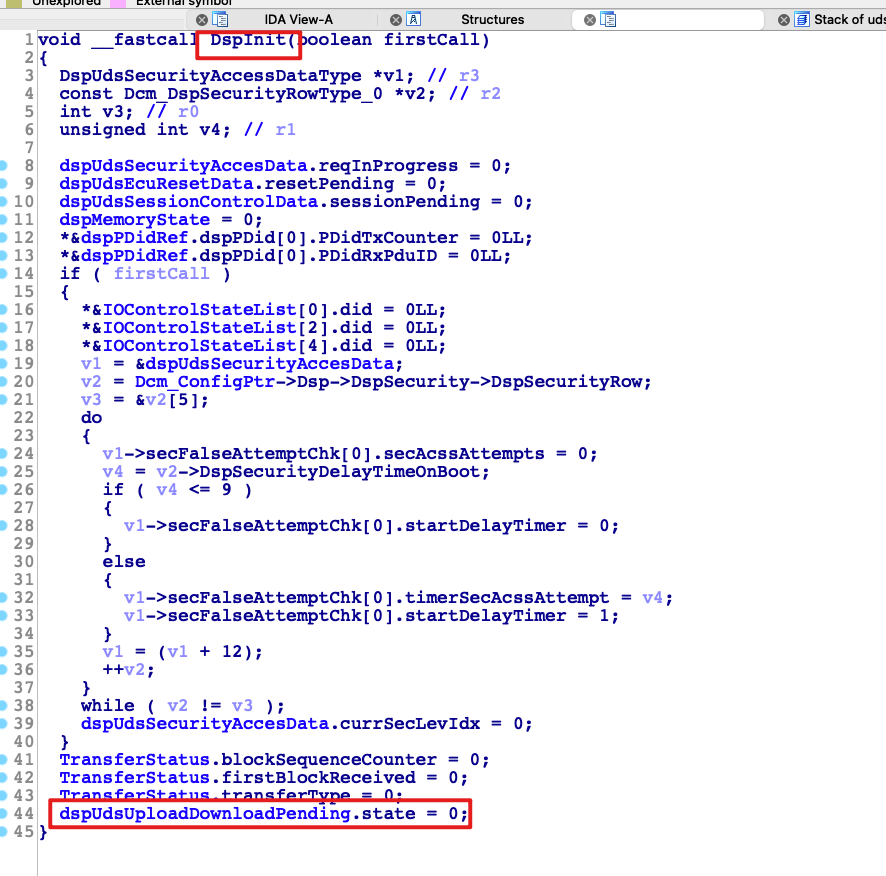 Unexplored External symbol
IDA View-A Structures Stack of uds
1 void __fastcall DspInit(boolean firstCall)
2 {
3   DspUdsSecurityAccessDataType *v1; // r3
4   const Dcm_DspSecurityRowType_0 *v2; // r2
5   int v3; // r0
6   unsigned int v4; // r1
7
8   dspUdsSecurityAccesData.reqInProgress = 0;
9   dspUdsEcuResetData.resetPending = 0;
10   dspUdsSessionControlData.sessionPending = 0;
11   dspMemoryState = 0;
12   *&dspPDidRef.dspPDid[0].PDidTxCounter = 0LL;
13   *&dspPDidRef.dspPDid[0].PDidRxPduID = 0LL;
14   if ( firstCall )
15   {
16     *&IOControlStateList[0].did = 0LL;
17     *&IOControlStateList[2].did = 0LL;
18     *&IOControlStateList[4].did = 0LL;
19     v1 = &dspUdsSecurityAccesData;
20     v2 = Dcm_ConfigPtr->Dsp->DspSecurity->DspSecurityRow;
21     v3 = &v2[5];
22     do
23     {
24       v1->secFalseAttemptChk[0].secAcssAttempts = 0;
25       v4 = v2->DspSecurityDelayTimeOnBoot;
26       if ( v4 <= 9 )
27       {
28         v1->secFalseAttemptChk[0].startDelayTimer = 0;
29       }
30       else
31       {
32         v1->secFalseAttemptChk[0].timerSecAcssAttempt = v4;
33         v1->secFalseAttemptChk[0].startDelayTimer = 1;
34       }
35       v1 = (v1 + 12);
36       ++v2;
37     }
38     while ( v2 != v3 );
39     dspUdsSecurityAccesData.currSecLevIdx = 0;
40   }
41   TransferStatus.blockSequenceCounter = 0;
42   TransferStatus.firstBlockReceived = 0;
43   TransferStatus.transferType = 0;
44   dspUdsUploadDownloadPending.state = 0;
45 }